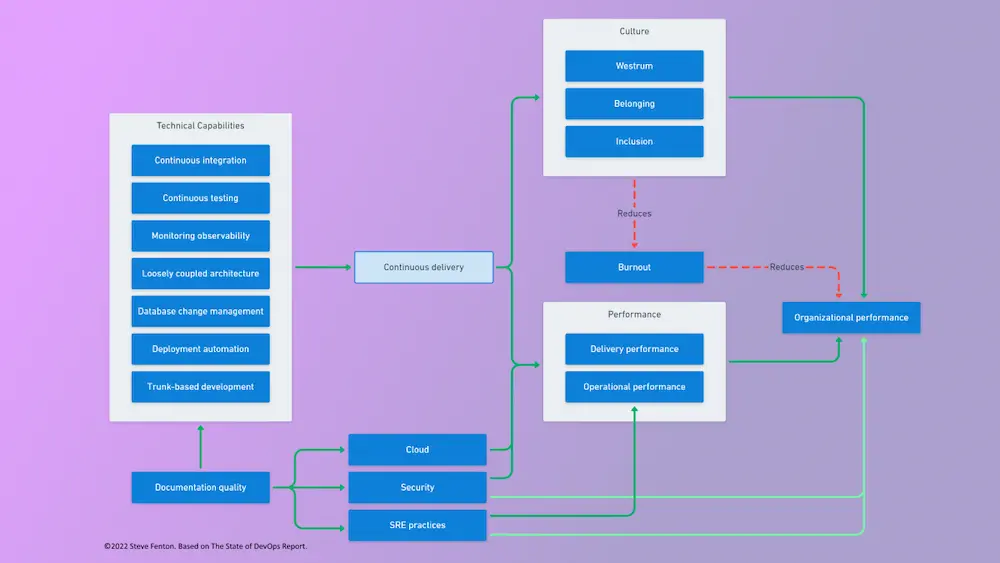 Culture
Westrum
Belonging
Inclusion
Technical Capabilities
Continuous integration
Continuous testing
Monitoring observability
Loosely coupled architecture
Database change management
Deployment automation
Trunk-based development
Continuous delivery
Reduces
Burnout
Reduces
Performance
Delivery performance
Operational performance
Organizational performance
Documentation quality
Cloud
Security
SRE practices
©2022 Steve Fenton. Based on The State of DevOps Report.